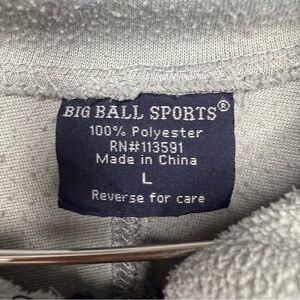 BIG BALL SPORTS®
100% Polyester
RN#113591
Made in China
L
Reverse for care